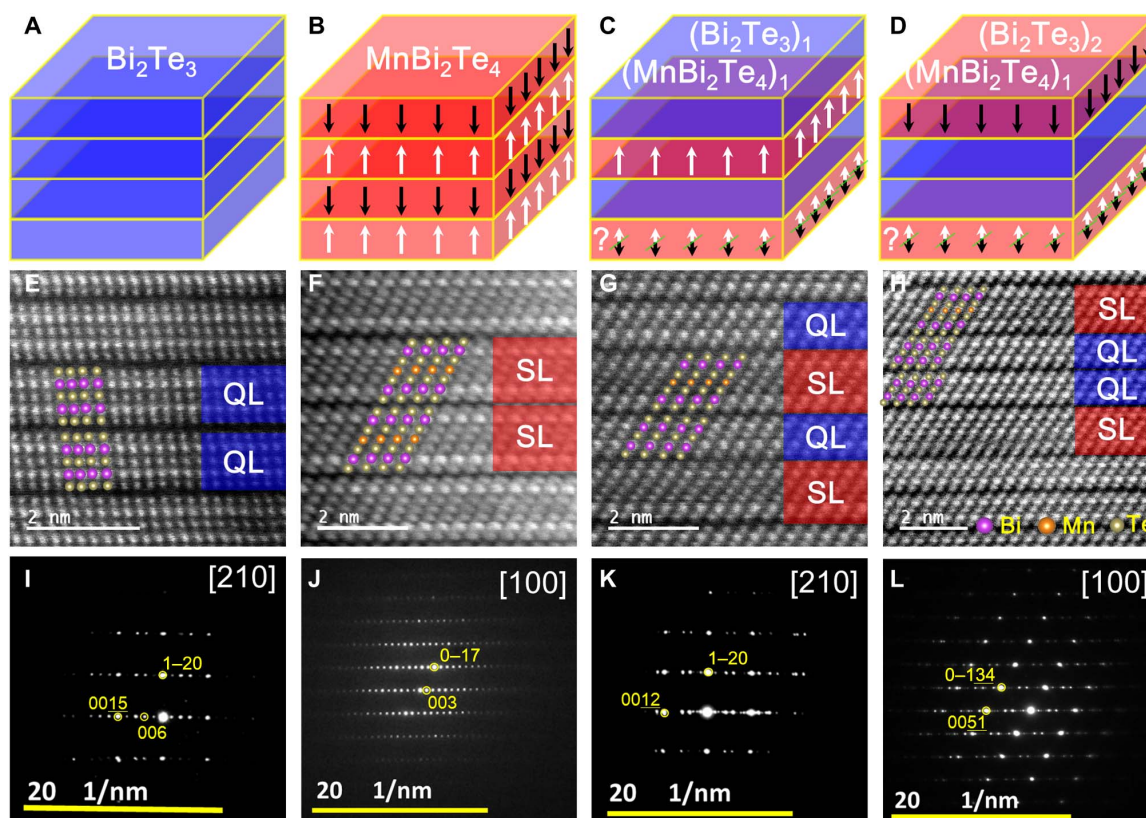 A
Bi₂Te₃
B
MnBi₂Te₄
C
(Bi₂Te₃)₁
(MnBi₂Te₄)₁
?
D
(Bi₂Te₃)₂
(MnBi₂Te₄)₁
?
E
QL
QL
2 nm
F
SL
SL
2 nm
G
QL
SL
QL
SL
2 nm
H
SL
QL
QL
SL
2 nm
Bi Mn Te
I
[210]
1–20
0015
006
20 1/nm
J
[100]
0–17
003
20 1/nm
K
[210]
1–20
0012
20 1/nm
L
[100]
0–134
0051
20 1/nm